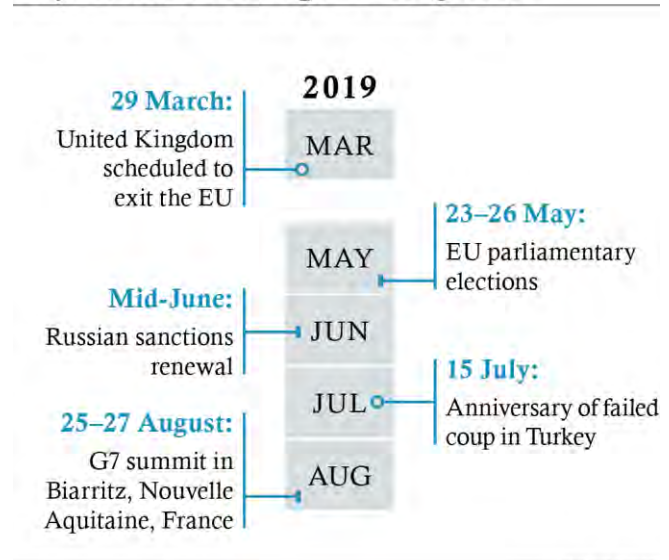 2019
29 March:
United Kingdom
scheduled to
exit the EU
MAR
23–26 May:
EU parliamentary
elections
MAY
Mid-June:
Russian sanctions
renewal
JUN
15 July:
Anniversary of failed
coup in Turkey
JUL
25–27 August:
G7 summit in
Biarritz, Nouvelle
Aquitaine, France
AUG